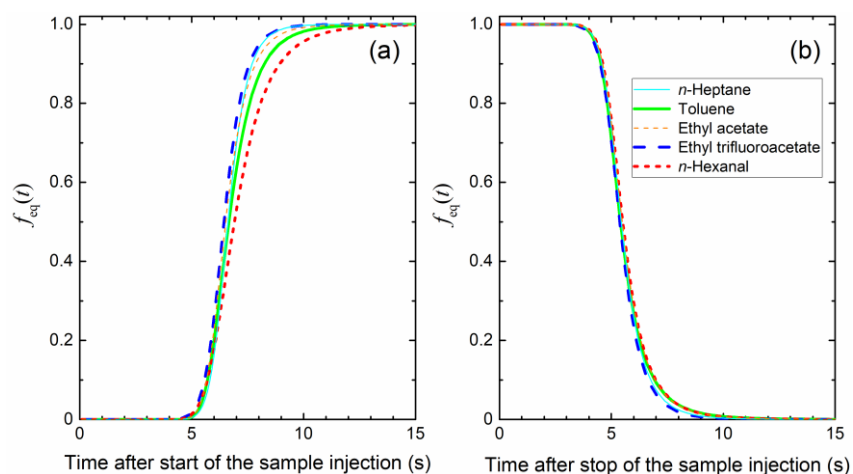 1.0
0.8
0.6
0.4
0.2
0
f_eq(t)
(a)
0 5 10 15
Time after start of the sample injection (s)
1.0
0.8
0.6
0.4
0.2
0
f_eq(t)
(b)
n-Heptane
Toluene
Ethyl acetate
Ethyl trifluoroacetate
n-Hexanal
0 5 10 15
Time after stop of the sample injection (s)